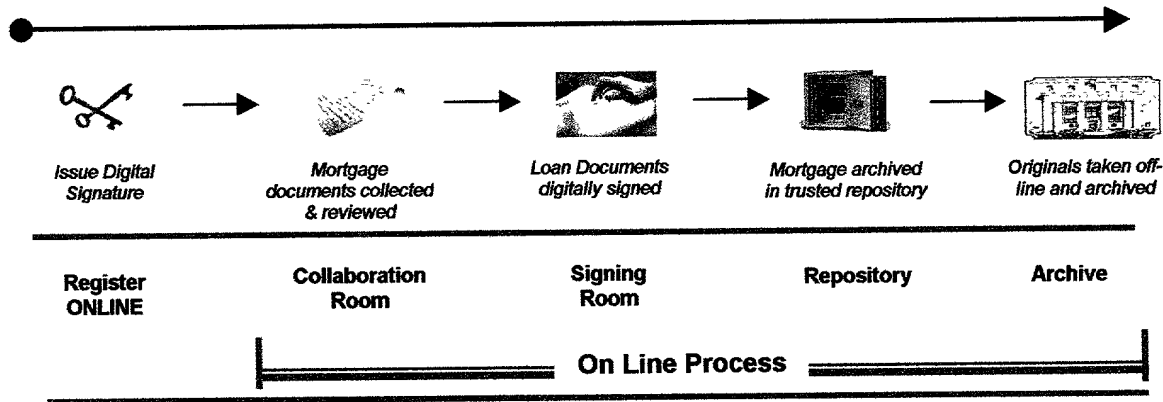 Issue Digital
Signature
Mortgage
documents collected
& reviewed
Loan Documents
digitally signed
Mortgage archived
in trusted repository
Originals taken off-
line and archived
Register
ONLINE
Collaboration
Room
Signing
Room
Repository
Archive
On Line Process